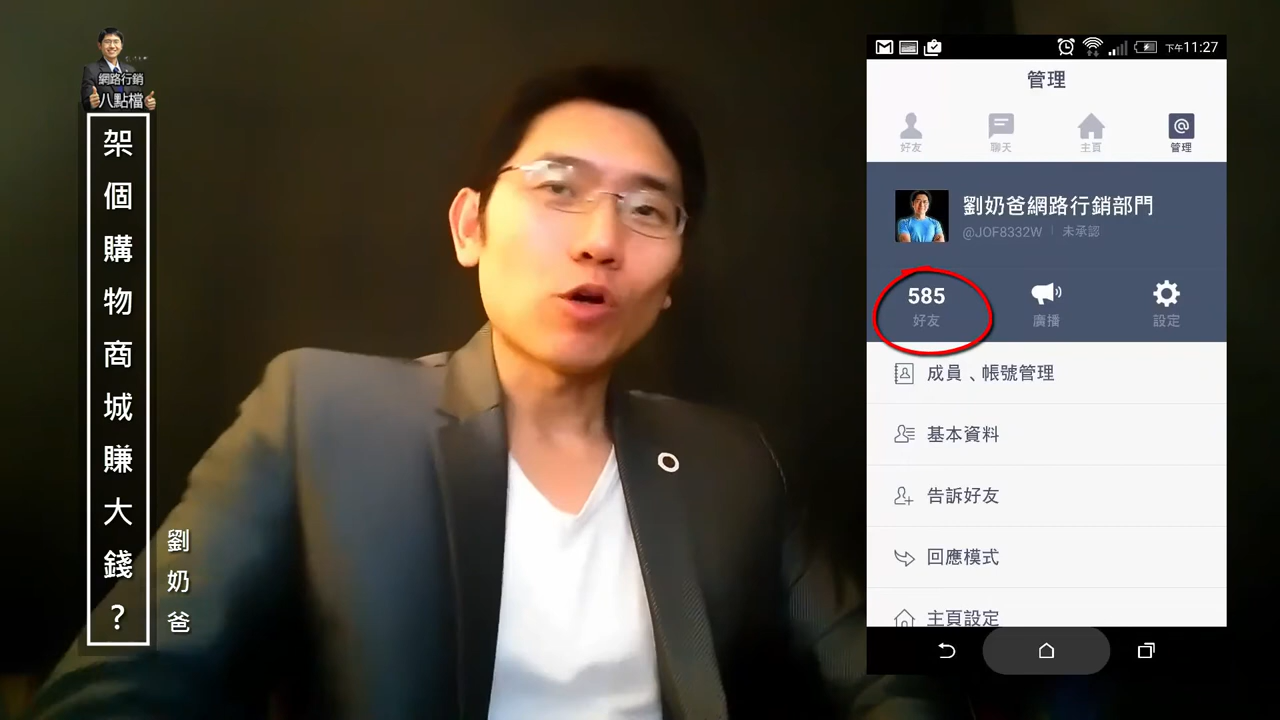 網路行銷
八點檔
架個購物商城賺大錢？
劉奶爸
下午11:27
管理
好友
聊天
主頁
管理
劉奶爸網路行銷部門
@JOF8332W | 未承認
585
好友
廣播
設定
成員、帳號管理
基本資料
告訴好友
回應模式
主頁設定